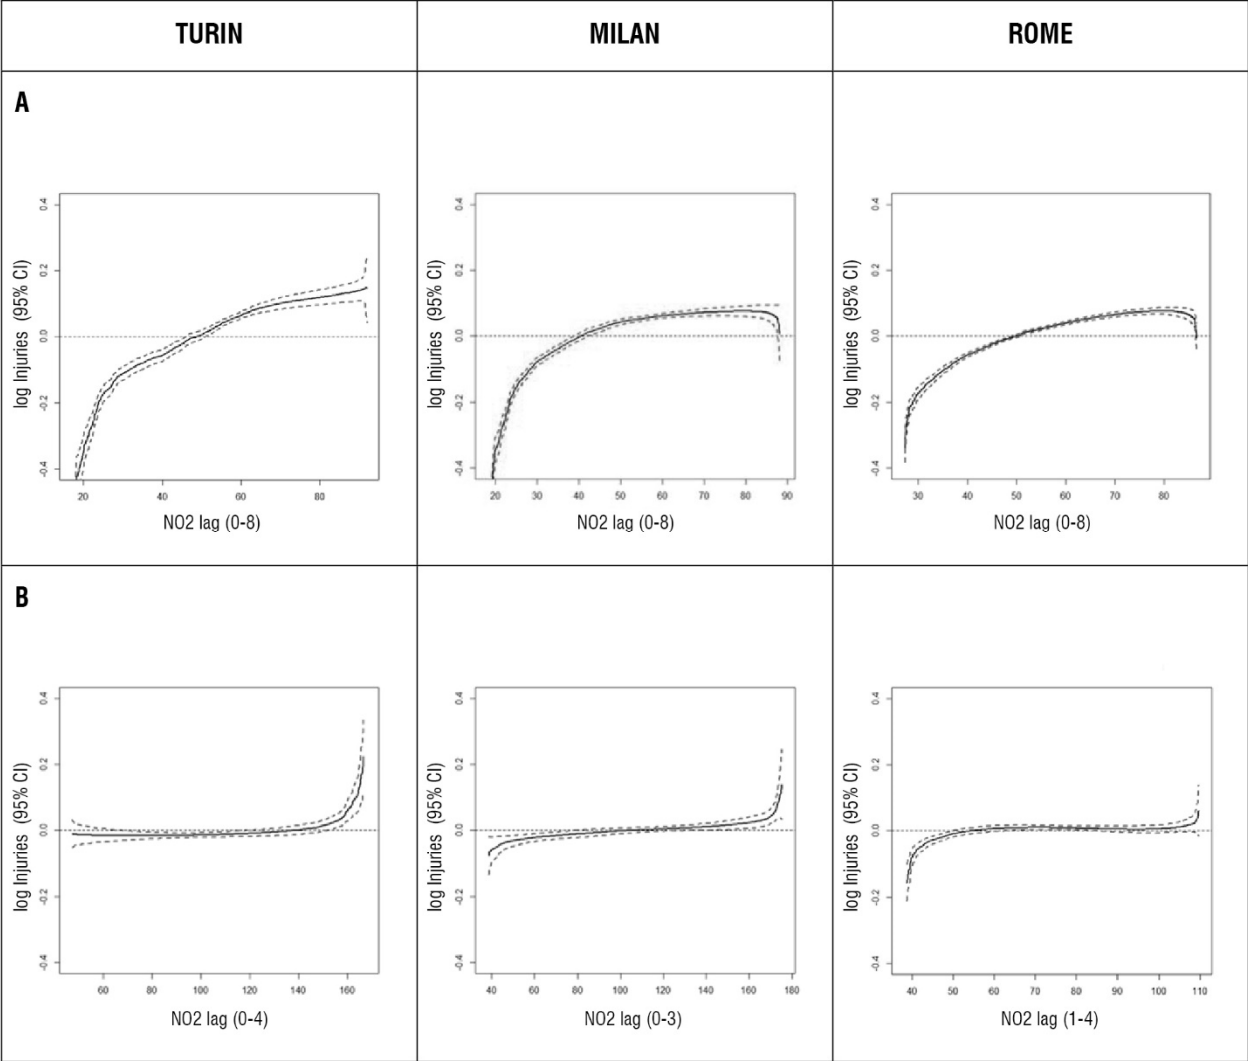 TURIN
MILAN
ROME
A
log Injuries (95% CI)
0.4
0.2
0.0
-0.2
-0.4
20 40 60 80
NO2 lag (0-8)
log Injuries (95% CI)
0.4
0.2
0.0
-0.2
-0.4
20 30 40 50 60 70 80 90
NO2 lag (0-8)
log Injuries (95% CI)
0.4
0.2
0.0
-0.2
-0.4
30 40 50 60 70 80
NO2 lag (0-8)
B
log Injuries (95% CI)
0.4
0.2
0.0
-0.2
-0.4
60 80 100 120 140 160
NO2 lag (0-4)
log Injuries (95% CI)
0.4
0.2
0.0
-0.2
-0.4
40 60 80 100 120 140 160 180
NO2 lag (0-3)
log Injuries (95% CI)
0.4
0.2
0.0
-0.2
-0.4
40 50 60 70 80 90 100 110
NO2 lag (1-4)